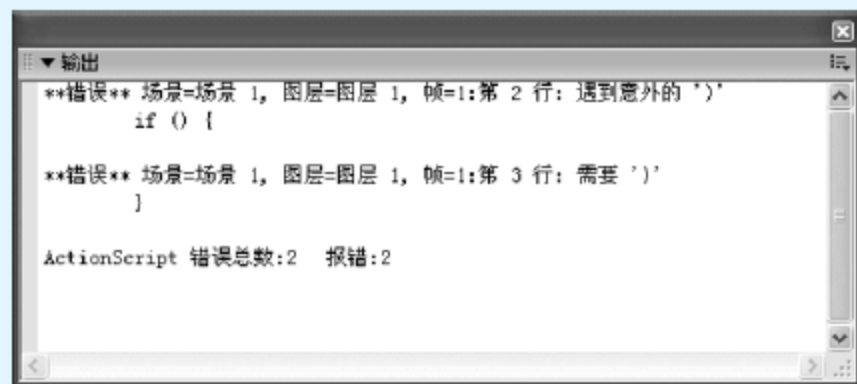 输出
**错误** 场景=场景 1, 图层=图层 1, 帧=1:第 2 行: 遇到意外的 ')'
if () {
**错误** 场景=场景 1, 图层=图层 1, 帧=1:第 3 行: 需要 ')'
}
ActionScript 错误总数:2 报错:2